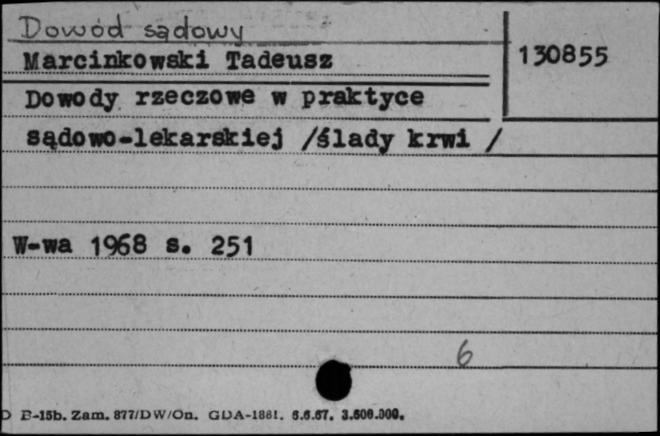 Dowód sądowy
130855
Marcinkowski Tadeusz
Dowody rzeczowe w praktyce
sądowo-lekarskiej /ślady krwi /
W-wa 1968 s. 251
6
D B-15b. Zam. 877/DW/On. GDA-1881. 6.6.67. 3.600.000.